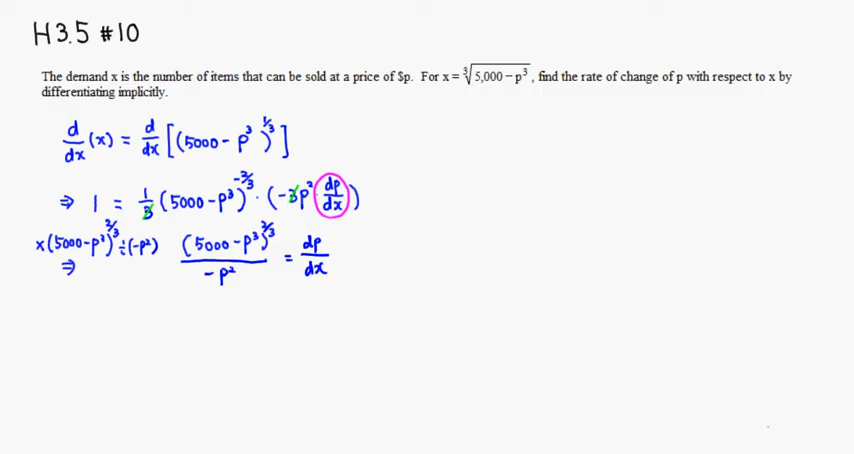 H 3.5 #10
The demand x is the number of items that can be sold at a price of $p. For x = ∛(5,000 − p³), find the rate of change of p with respect to x by
differentiating implicitly.
d/dx (x) = d/dx [(5000 − p³)^(1/3)]
⇒ 1 = 1/3 (5000 − p³)^(−2/3) · (−3p² (dp/dx))
×(5000 − p³)^(2/3) ÷(−p²)
⇒ (5000 − p³)^(2/3) / −p² = dp/dx